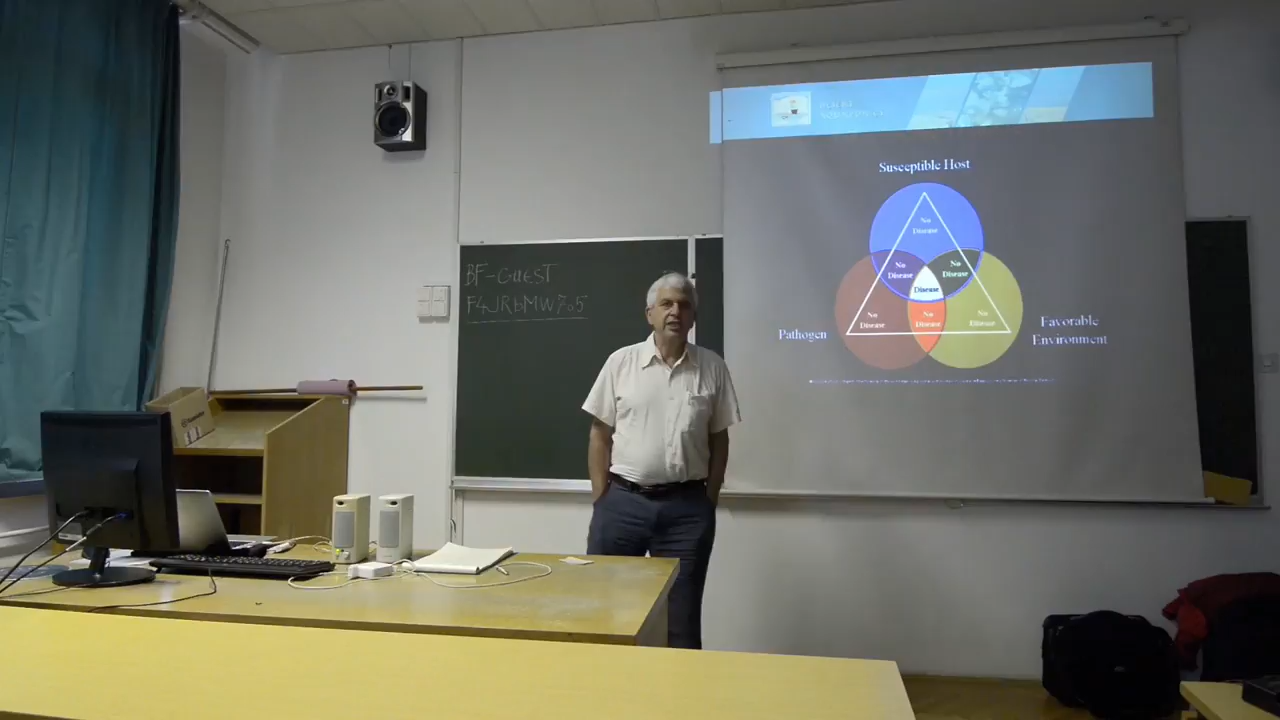 BF-GUEST
F4JRbMW765
Susceptible Host
No
Disease
No
Disease
No
Disease
Disease
No
Disease
No
Disease
No
Disease
Pathogen
Favorable
Environment